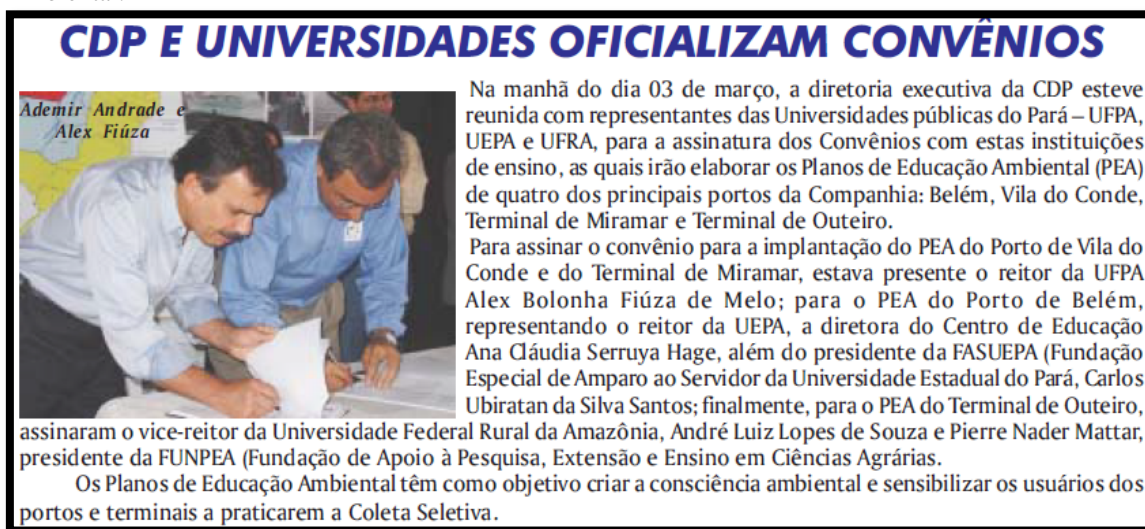 CDP E UNIVERSIDADES OFICIALIZAM CONVÊNIOS
Ademir Andrade e
Alex Fiúza
Na manhã do dia 03 de março, a diretoria executiva da CDP esteve
reunida com representantes das Universidades públicas do Pará – UFPA,
UEPA e UFRA, para a assinatura dos Convênios com estas instituições
de ensino, as quais irão elaborar os Planos de Educação Ambiental (PEA)
de quatro dos principais portos da Companhia: Belém, Vila do Conde,
Terminal de Miramar e Terminal de Outeiro.
Para assinar o convênio para a implantação do PEA do Porto de Vila do
Conde e do Terminal de Miramar, estava presente o reitor da UFPA
Alex Bolonha Fiúza de Melo; para o PEA do Porto de Belém,
representando o reitor da UEPA, a diretora do Centro de Educação
Ana Cláudia Serruya Hage, além do presidente da FASUEPA (Fundação
Especial de Amparo ao Servidor da Universidade Estadual do Pará, Carlos
Ubiratan da Silva Santos; finalmente, para o PEA do Terminal de Outeiro,
assinaram o vice-reitor da Universidade Federal Rural da Amazônia, André Luiz Lopes de Souza e Pierre Nader Mattar,
presidente da FUNPEA (Fundação de Apoio à Pesquisa, Extensão e Ensino em Ciências Agrárias.
Os Planos de Educação Ambiental têm como objetivo criar a consciência ambiental e sensibilizar os usuários dos
portos e terminais a praticarem a Coleta Seletiva.